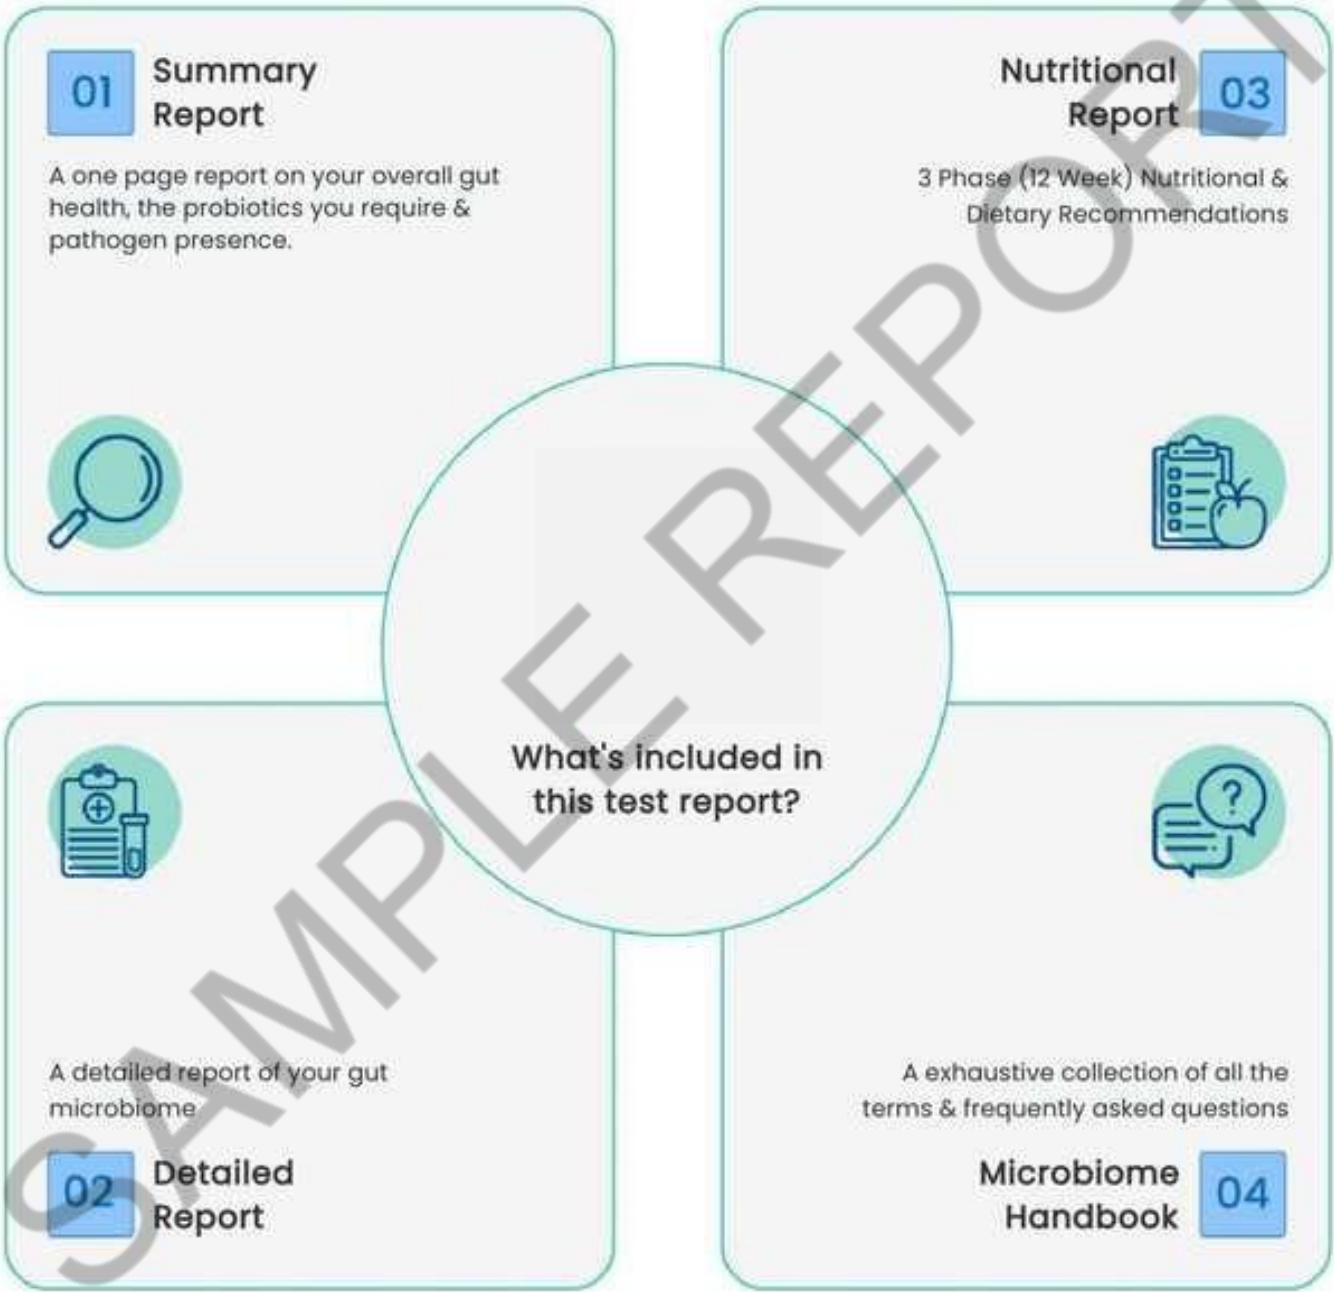 01
Summary
Report
A one page report on your overall gut
health, the probiotics you require &
pathogen presence.
Nutritional
Report
03
3 Phase (12 Week) Nutritional &
Dietary Recommendations
What's included in
this test report?
A detailed report of your gut
microbiome
02
Detailed
Report
A exhaustive collection of all the
terms & frequently asked questions
Microbiome
Handbook
04
SAMPLE REPORT